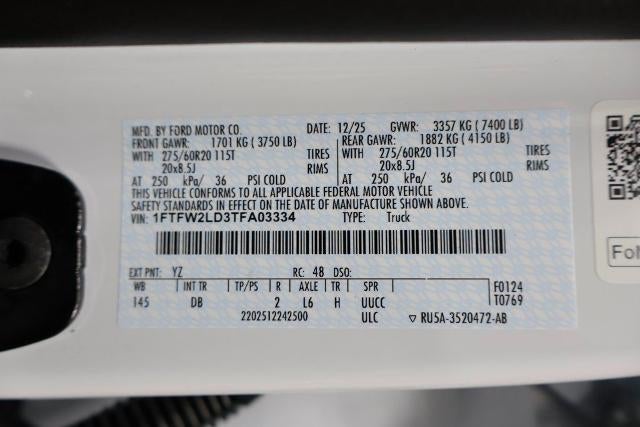 MFD. BY FORD MOTOR CO. DATE: 12/25 GVWR: 3357 KG ( 7400 LB)
FRONT GAWR: 1701 KG ( 3750 LB) REAR GAWR: 1882 KG ( 4150 LB)
WITH 275/60R20 115T TIRES WITH 275/60R20 115T TIRES
20x8.5J RIMS 20x8.5J RIMS
AT 250 kPa/ 36 PSI COLD AT 250 kPa/ 36 PSI COLD
THIS VEHICLE CONFORMS TO ALL APPLICABLE FEDERAL MOTOR VEHICLE
SAFETY STANDARDS IN EFFECT ON THE DATE OF MANUFACTURE SHOWN ABOVE.
VIN: 1FTFW2LD3TFA03334 TYPE: Truck
EXT PNT: YZ RC: 48 DSO:
WB INT TR TP/PS R AXLE TR SPR F0124
145 DB 2 L6 H UUCC T0769
2202512242500 ULC ▽ RU5A-3520472-AB